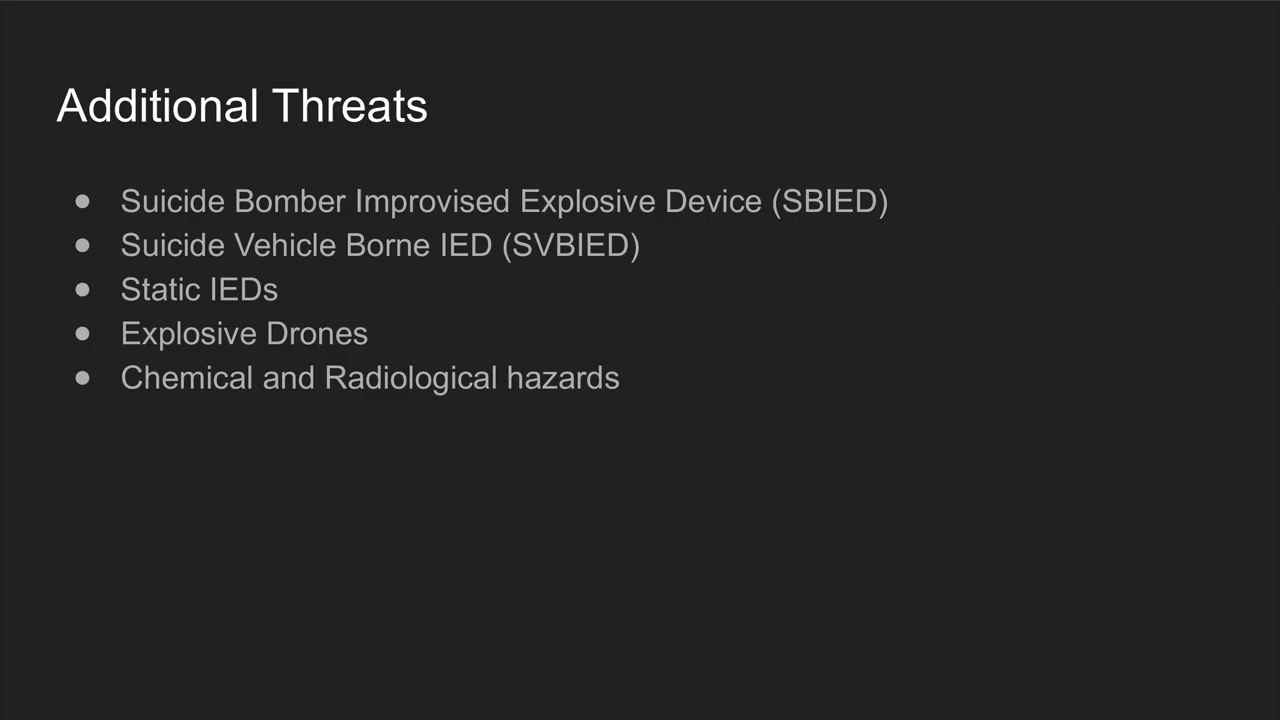 Additional Threats
● Suicide Bomber Improvised Explosive Device (SBIED)
● Suicide Vehicle Borne IED (SVBIED)
● Static IEDs
● Explosive Drones
● Chemical and Radiological hazards